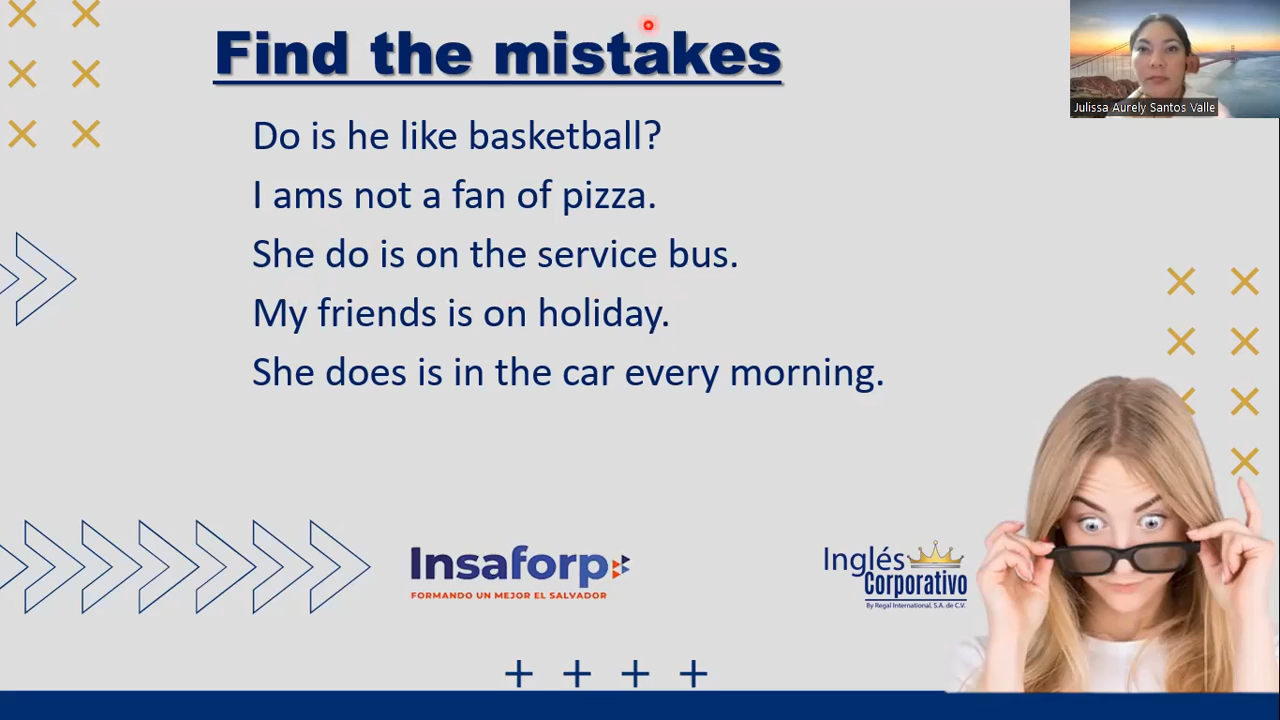 Find the mistakes
Julissa Aurely Santos Valle
Do is he like basketball?
I ams not a fan of pizza.
She do is on the service bus.
My friends is on holiday.
She does is in the car every morning.
Insaforp
FORMANDO UN MEJOR EL SALVADOR
Inglés
Corporativo
By Regal International, S.A. de C.V.